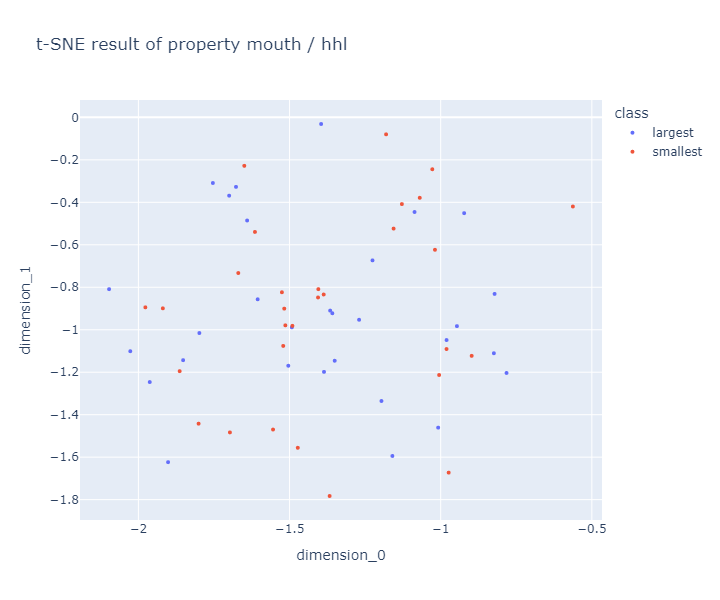 t-SNE result of property mouth / hhl
class
largest
smallest
0
−0.2
−0.4
−0.6
−0.8
−1
−1.2
−1.4
−1.6
−1.8
dimension_1
−2
−1.5
−1
−0.5
dimension_0